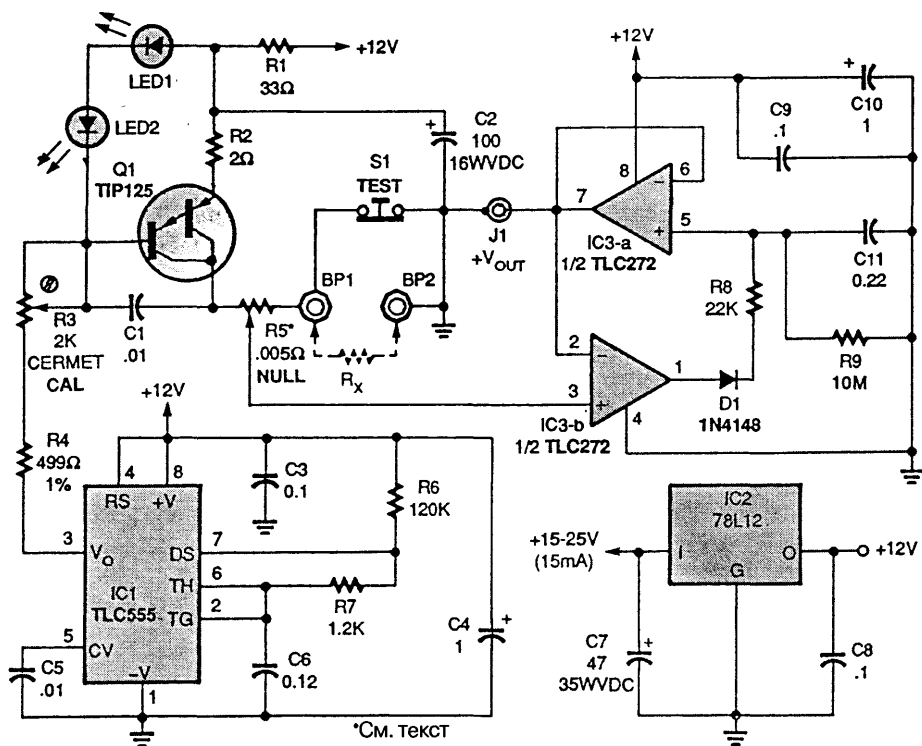 LED1
R1
33Ω
+12V
LED2
Q1
TIP125
R2
2Ω
+
C2
100
16WVDC
S1
TEST
R3
2K
CERMET
CAL
C1
.01
R5*
.005Ω
NULL
BP1
BP2
RX
J1
+VOUT
+12V
C9
.1
+
C10
1
8
7
6
5
−
+
IC3-a
1/2 TLC272
C11
0.22
R8
22K
R9
10M
2
3
−
+
1
4
IC3-b
1/2 TLC272
D1
1N4148
+12V
R4
499Ω
1%
4
8
RS
+V
C3
0.1
R6
120K
3
VO
DS
7
TH
6
TG
2
IC1
TLC555
R7
1.2K
5
CV
−V
1
C5
.01
C6
0.12
C4
1
+
*См. текст
IC2
78L12
I
O
G
+15-25V
(15mA)
+12V
C7
47
35WVDC
+
C8
.1